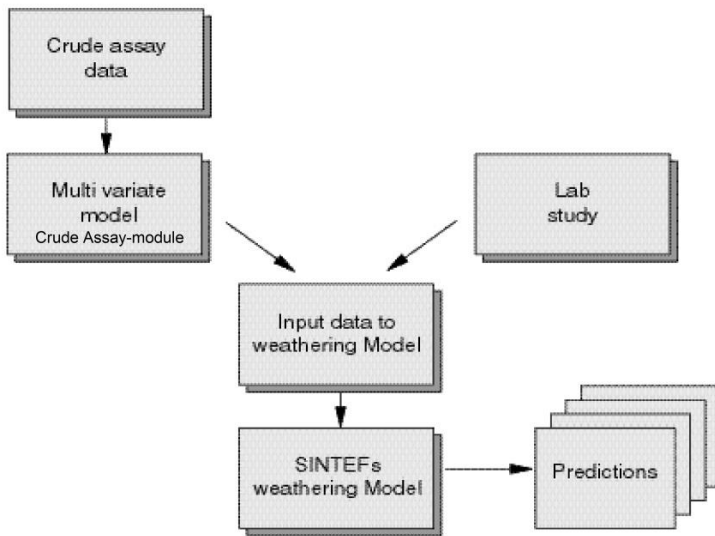 Crude assay
data
Multi variate
model
Crude Assay-module
Lab
study
Input data to
weathering Model
SINTEFs
weathering Model
Predictions